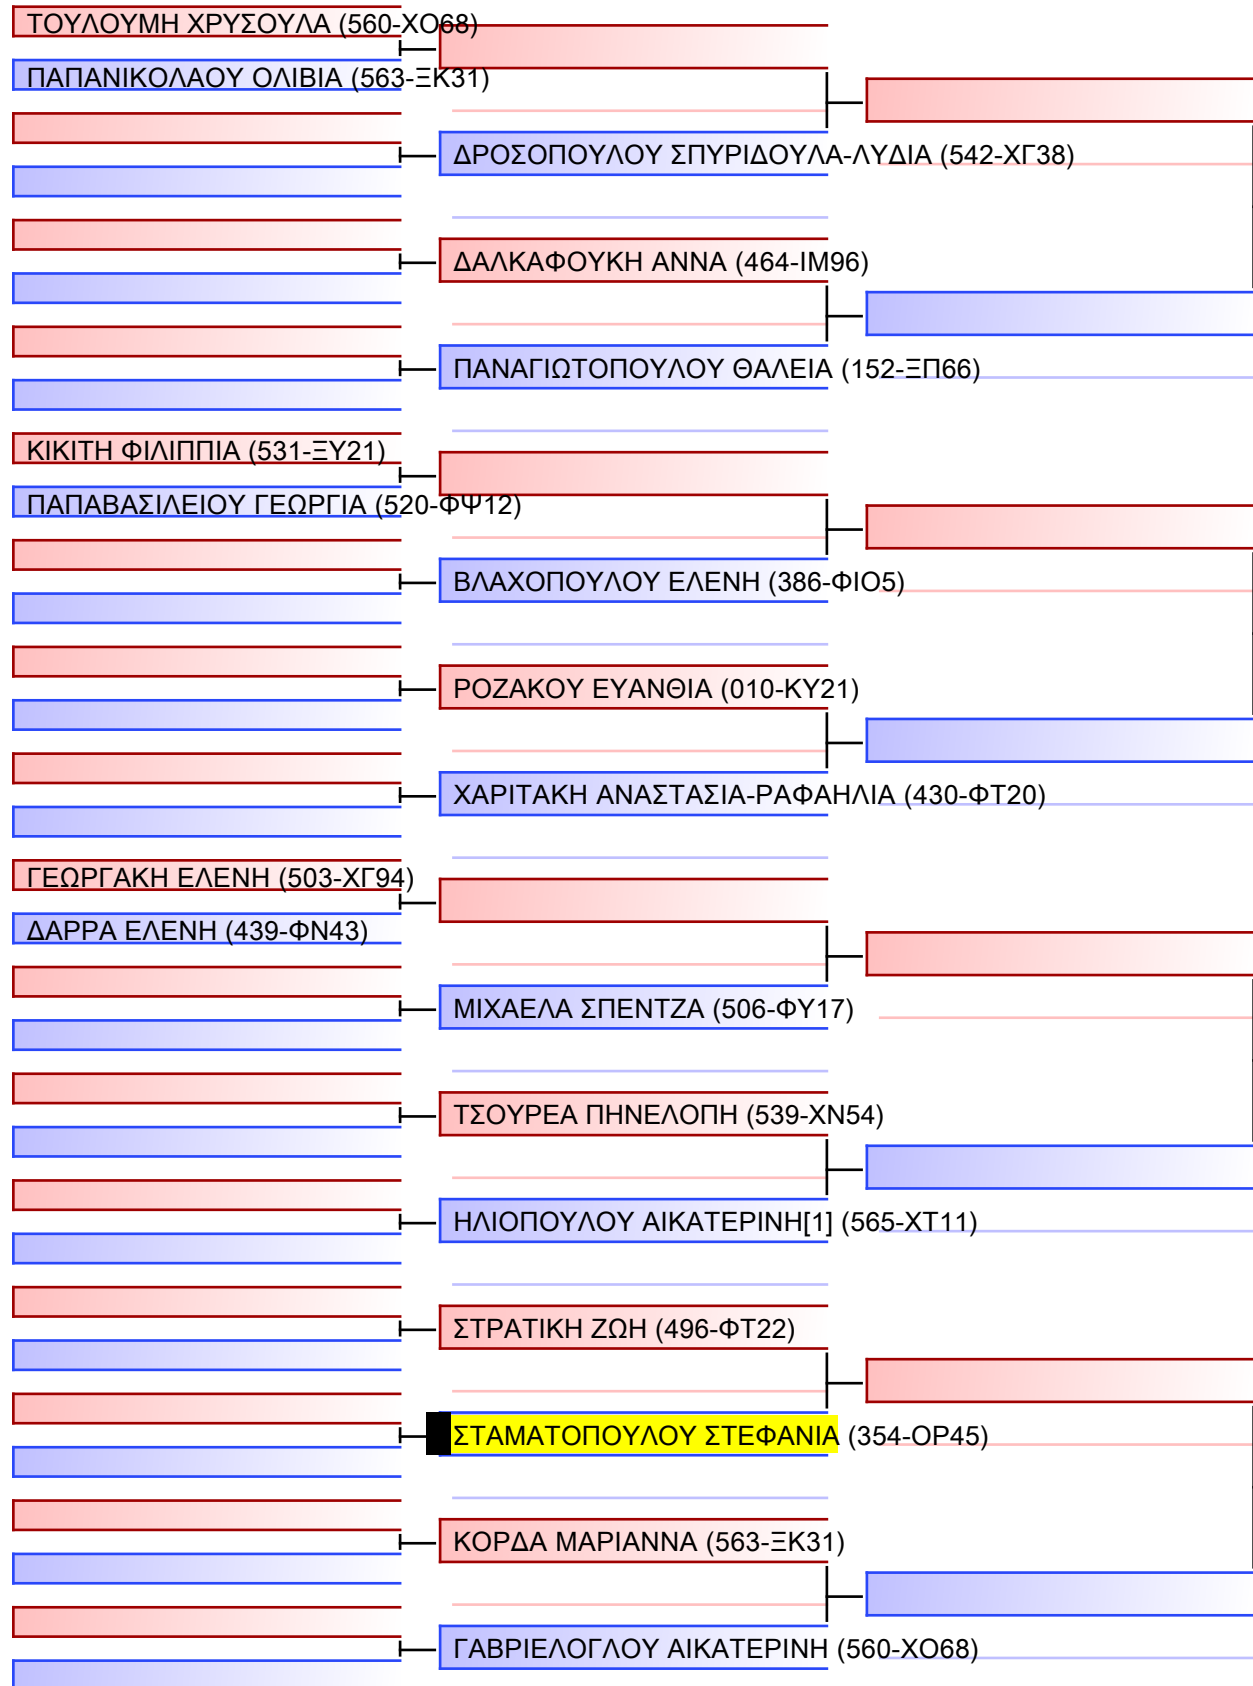 ΤΟΥΛΟΥΜΗ ΧΡΥΣΟΥΛΑ (560-ΧΟ68)
ΠΑΠΑΝΙΚΟΛΑΟΥ ΟΛΙΒΙΑ (563-ΞΚ31)
ΔΡΟΣΟΠΟΥΛΟΥ ΣΠΥΡΙΔΟΥΛΑ-ΛΥΔΙΑ (542-ΧΓ38)
ΔΑΛΚΑΦΟΥΚΗ ΑΝΝΑ (464-ΙΜ96)
ΠΑΝΑΓΙΩΤΟΠΟΥΛΟΥ ΘΑΛΕΙΑ (152-ΞΠ66)
ΚΙΚΙΤΗ ΦΙΛΙΠΠΙΑ (531-ΞΥ21)
ΠΑΠΑΒΑΣΙΛΕΙΟΥ ΓΕΩΡΓΙΑ (520-ΦΨ12)
ΒΛΑΧΟΠΟΥΛΟΥ ΕΛΕΝΗ (386-ΦΙΟ5)
ΡΟΖΑΚΟΥ ΕΥΑΝΘΙΑ (010-ΚΥ21)
ΧΑΡΙΤΑΚΗ ΑΝΑΣΤΑΣΙΑ-ΡΑΦΑΗΛΙΑ (430-ΦΤ20)
ΓΕΩΡΓΑΚΗ ΕΛΕΝΗ (503-ΧΓ94)
ΔΑΡΡΑ ΕΛΕΝΗ (439-ΦΝ43)
ΜΙΧΑΕΛΑ ΣΠΕΝΤΖΑ (506-ΦΥ17)
ΤΣΟΥΡΕΑ ΠΗΝΕΛΟΠΗ (539-ΧΝ54)
ΗΛΙΟΠΟΥΛΟΥ ΑΙΚΑΤΕΡΙΝΗ[1] (565-ΧΤ11)
ΣΤΡΑΤΙΚΗ ΖΩΗ (496-ΦΤ22)
ΣΤΑΜΑΤΟΠΟΥΛΟΥ ΣΤΕΦΑΝΙΑ (354-ΟΡ45)
ΚΟΡΔΑ ΜΑΡΙΑΝΝΑ (563-ΞΚ31)
ΓΑΒΡΙΕΛΟΓΛΟΥ ΑΙΚΑΤΕΡΙΝΗ (560-ΧΟ68)